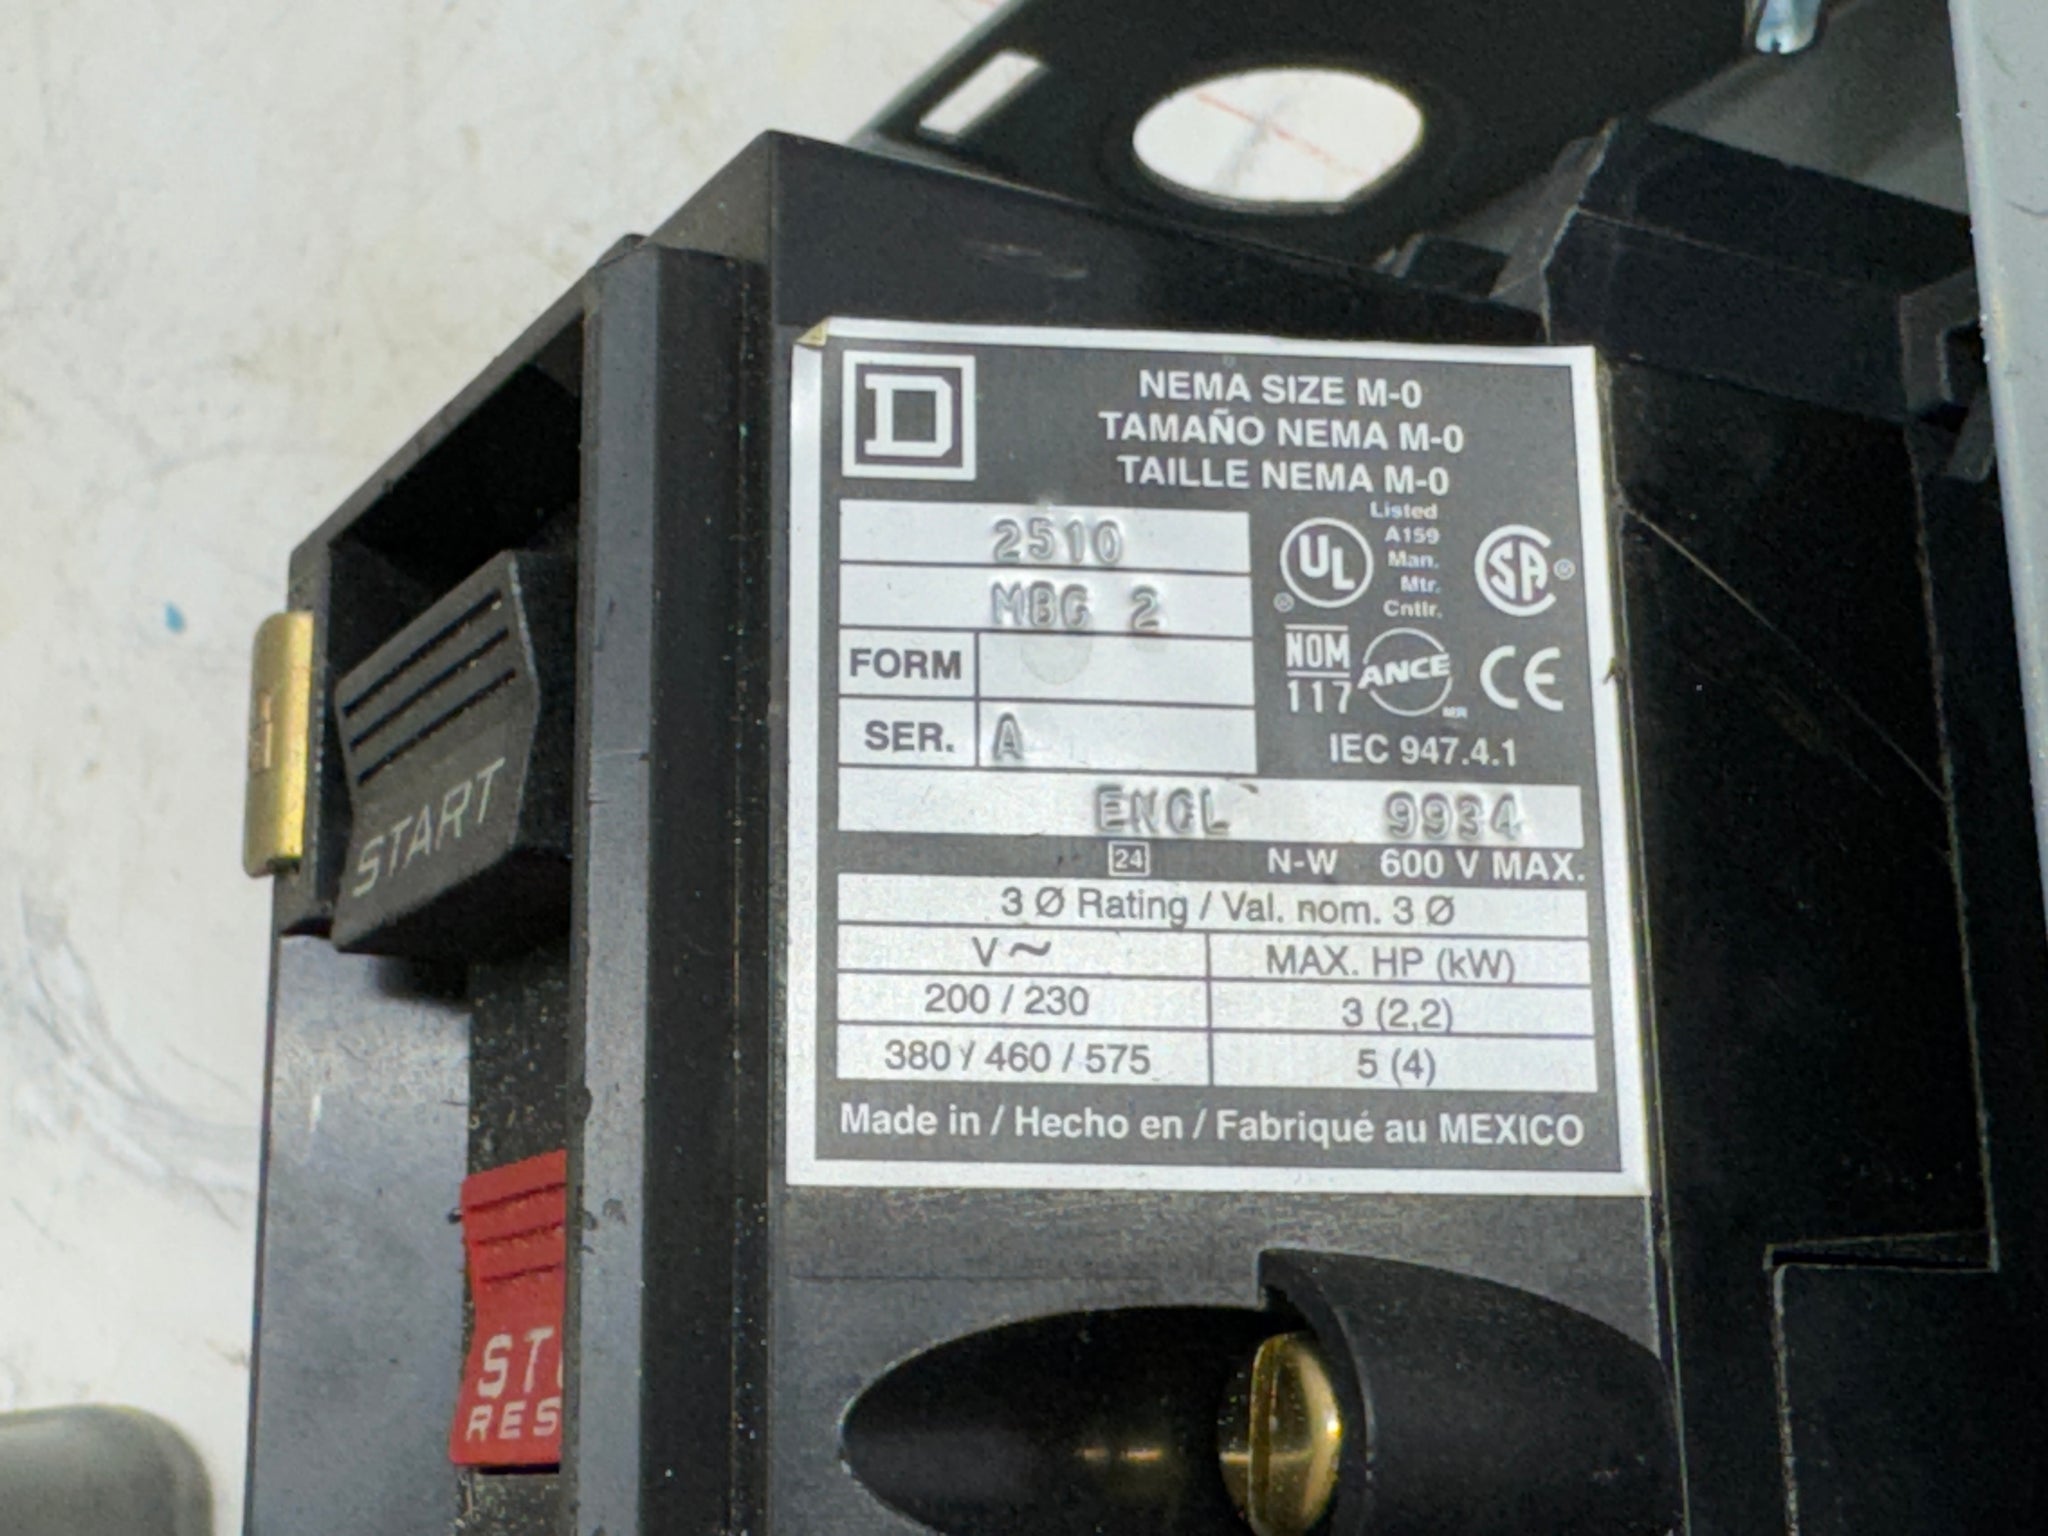 D
NEMA SIZE M-0
TAMAÑO NEMA M-0
TAILLE NEMA M-0
2510
MBG 2
FORM
SER. A
UL
Listed
A159
Man.
Mtr.
Cntlr.
SA
NOM
117
ANCE
CE
IEC 947.4.1
ENCL 9934
24 N-W 600 V MAX.
3 Ø Rating / Val. nom. 3 Ø
V~ MAX. HP (kW)
200 / 230 3 (2,2)
380 / 460 / 575 5 (4)
Made in / Hecho en / Fabriqué au MEXICO
START
ST
RES